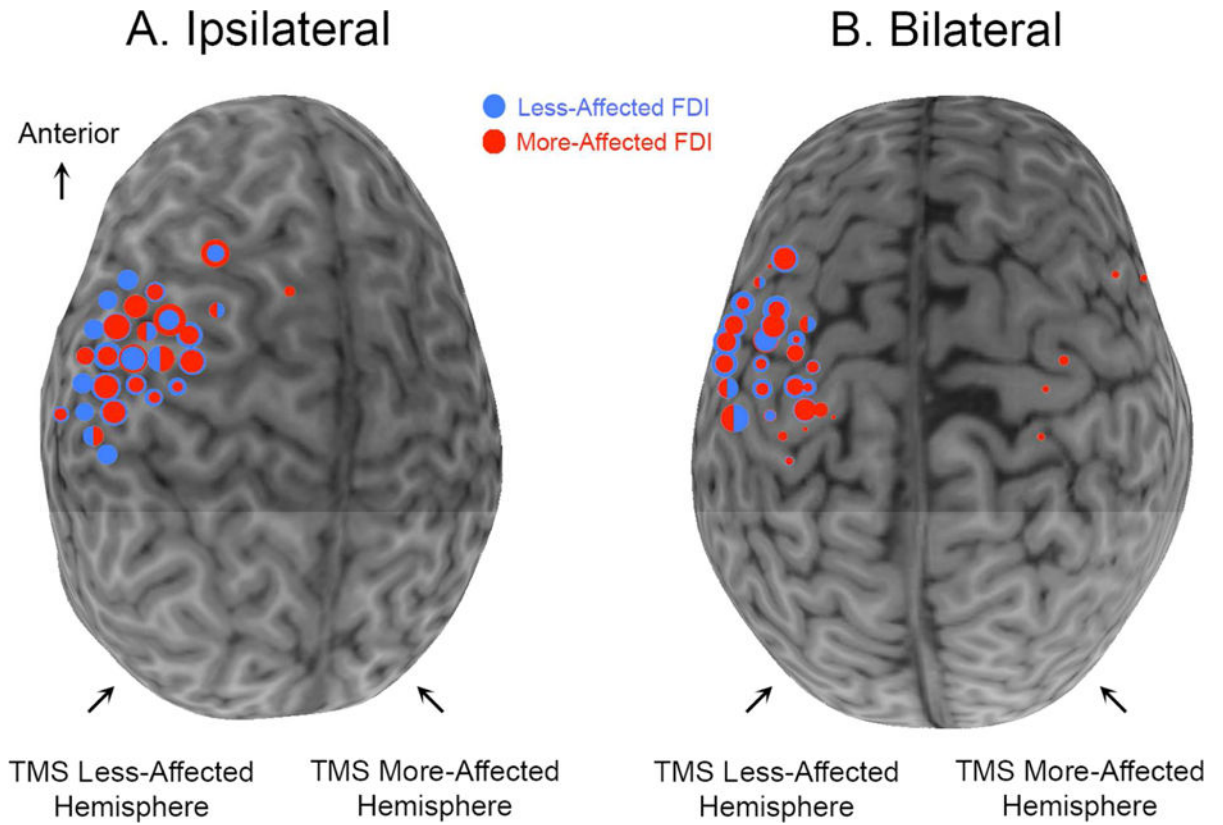 A. Ipsilateral
B. Bilateral
Less-Affected FDI
More-Affected FDI
Anterior
TMS Less-Affected
Hemisphere
TMS More-Affected
Hemisphere
TMS Less-Affected
Hemisphere
TMS More-Affected
Hemisphere